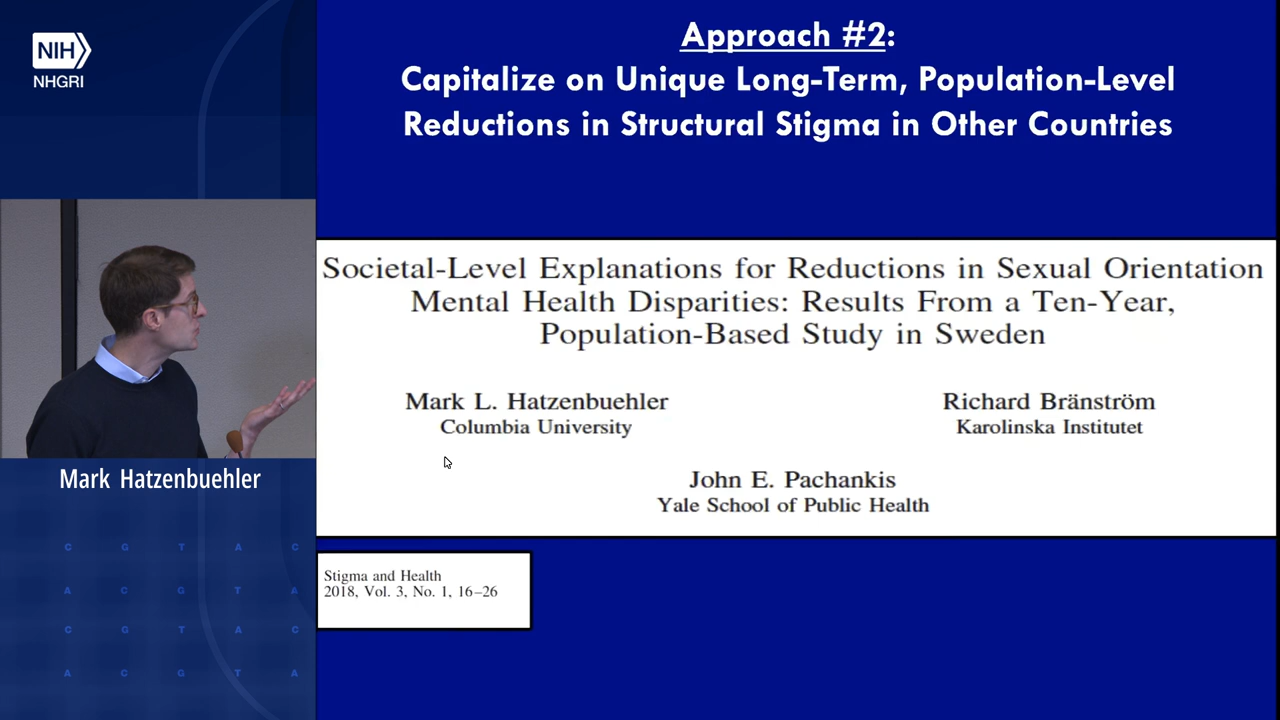 NIH
NHGRI
Approach #2:
Capitalize on Unique Long-Term, Population-Level
Reductions in Structural Stigma in Other Countries
Societal-Level Explanations for Reductions in Sexual Orientation
Mental Health Disparities: Results From a Ten-Year,
Population-Based Study in Sweden
Mark L. Hatzenbuehler
Columbia University
Richard Bränström
Karolinska Institutet
John E. Pachankis
Yale School of Public Health
Stigma and Health
2018, Vol. 3, No. 1, 16–26
Mark Hatzenbuehler
C G T A C
A C G T A
C G T A C
A C G T A